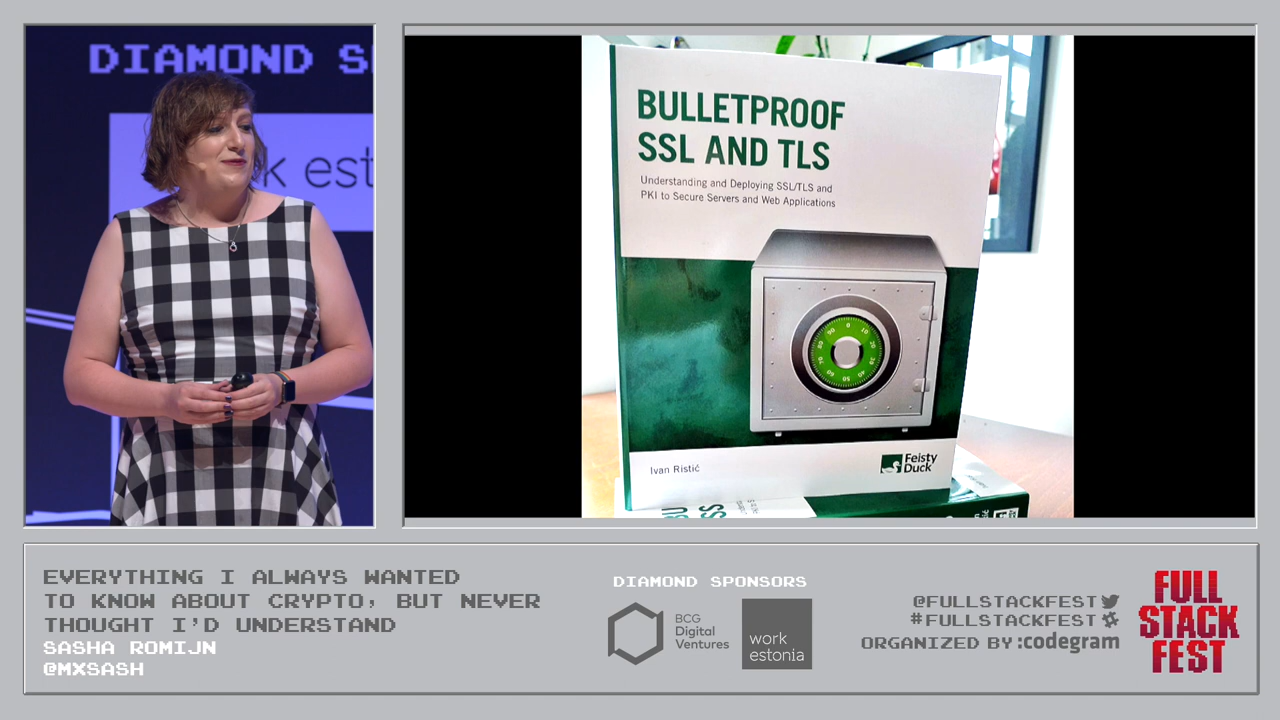 DIAMOND S
k est
BULLETPROOF
SSL AND TLS
Understanding and Deploying SSL/TLS and
PKI to Secure Servers and Web Applications
Ivan Ristić
Feisty
Duck
EVERYTHING I ALWAYS WANTED
TO KNOW ABOUT CRYPTO, BUT NEVER
THOUGHT I'D UNDERSTAND
SASHA ROMIJN
@MXSASH
DIAMOND SPONSORS
BCG
Digital
Ventures
work
estonia
@FULLSTACKFEST
#FULLSTACKFEST
ORGANIZED BY :codegram
FULL
STACK
FEST